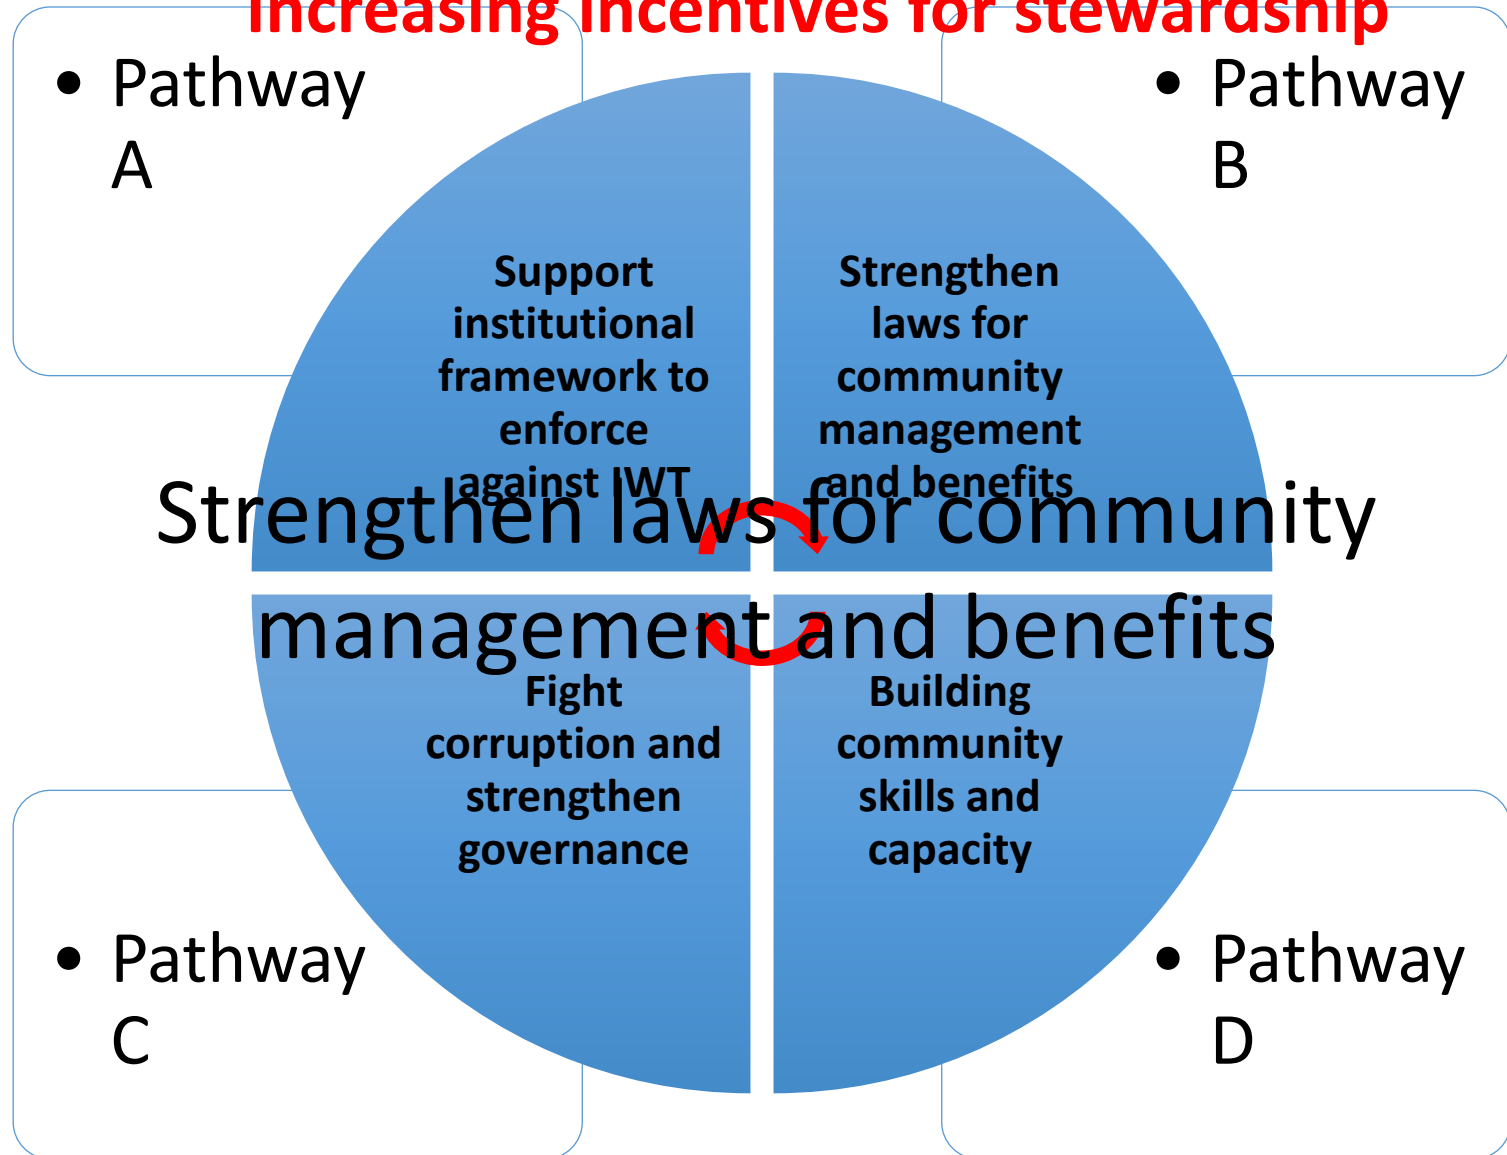 Increasing incentives for stewardship
• Pathway
A
• Pathway
B
Support
institutional
framework to
enforce
against IWT
Strengthen
laws for
community
management
and benefits
Strengthen laws for community
management and benefits
Fight
corruption and
strengthen
governance
Building
community
skills and
capacity
• Pathway
C
• Pathway
D